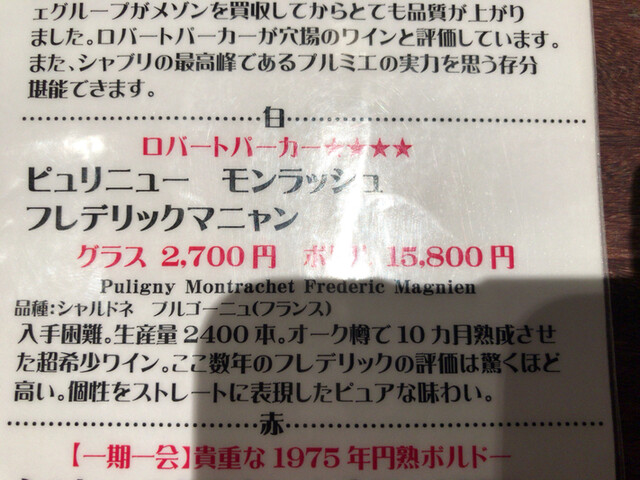 ェグループがメゾンを買収してからとても品質が上がり
ました。ロバートパーカーが穴場のワインと評価しています。
また、シャブリの最高峰であるプルミエの実力を思う存分
堪能できます。
白
ロバートパーカー★★★★
ピュリニュー モンラッシュ
フレデリックマニャン
グラス 2,700円 ボトル 15,800円
Puligny Montrachet Frederic Magnien
品種:シャルドネ ブルゴーニュ(フランス)
入手困難。生産量2400本。オーク樽で10カ月熟成させ
た超希少ワイン。ここ数年のフレデリックの評価は驚くほど
高い。個性をストレートに表現したピュアな味わい。
赤
【一期一会】貴重な1975年円熟ボルドー